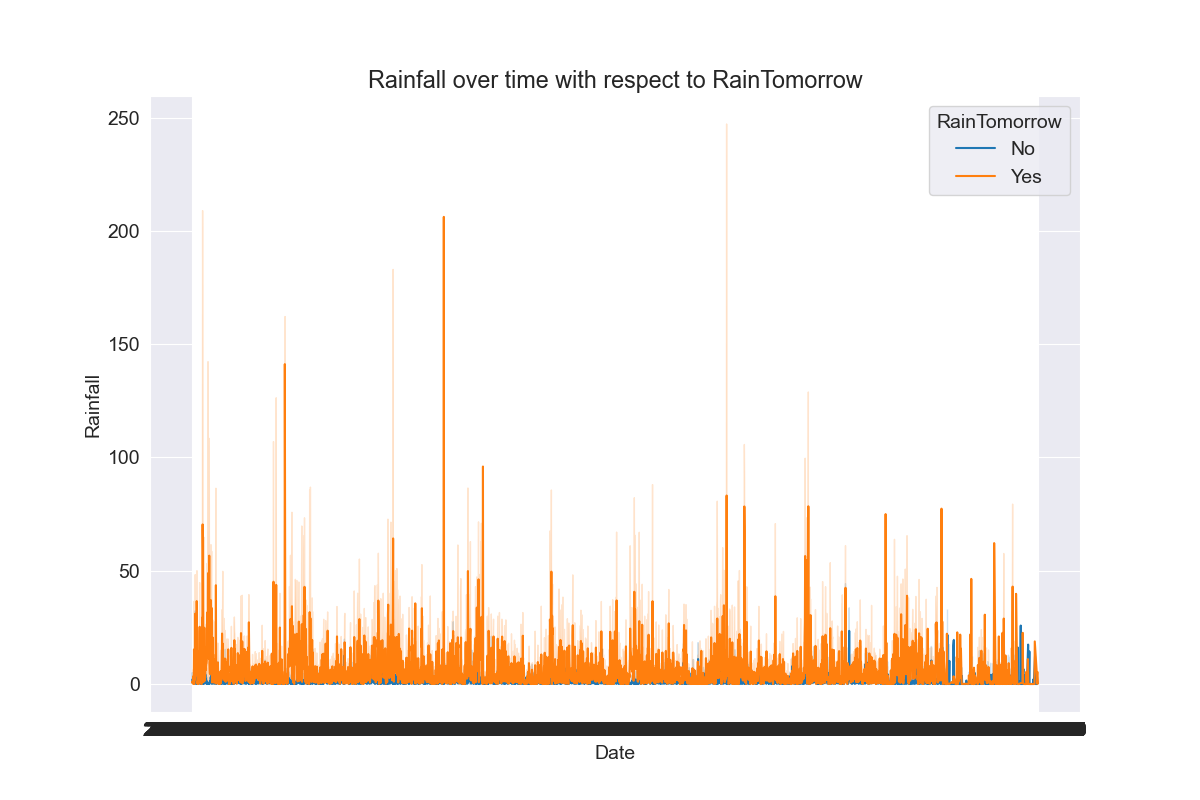 Rainfall over time with respect to RainTomorrow
RainTomorrow
No
Yes
250
200
150
100
50
0
Rainfall
Date